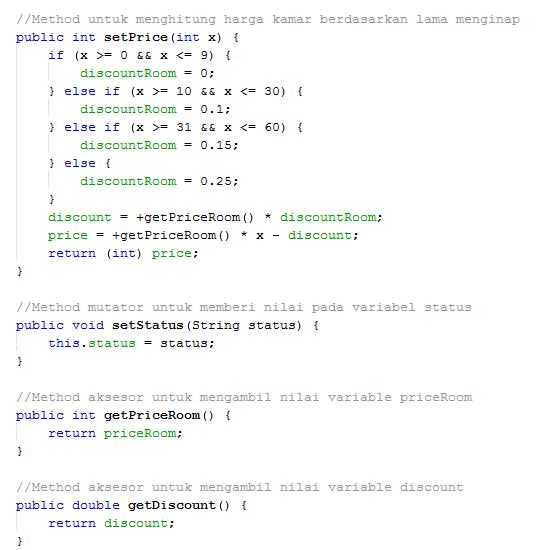 //Method untuk menghitung harga kamar berdasarkan lama menginap
public int setPrice(int x) {
    if (x >= 0 && x <= 9) {
        discountRoom = 0;
    } else if (x >= 10 && x <= 30) {
        discountRoom = 0.1;
    } else if (x >= 31 && x <= 60) {
        discountRoom = 0.15;
    } else {
        discountRoom = 0.25;
    }
    discount = +getPriceRoom() * discountRoom;
    price = +getPriceRoom() * x - discount;
    return (int) price;
}

//Method mutator untuk memberi nilai pada variabel status
public void setStatus(String status) {
    this.status = status;
}

//Method aksesor untuk mengambil nilai variable priceRoom
public int getPriceRoom() {
    return priceRoom;
}

//Method aksesor untuk mengambil nilai variable discount
public double getDiscount() {
    return discount;
}